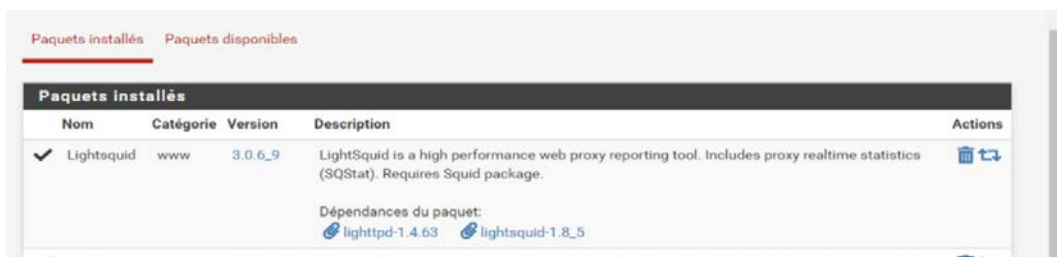 Paquets installés Paquets disponibles
Paquets installés
Nom Catégorie Version Description Actions
Lightsquid www 3.0.6_9 LightSquid is a high performance web proxy reporting tool. Includes proxy realtime statistics
(SQStat). Requires Squid package.
Dépendances du paquet:
lighttpd-1.4.63 lightsquid-1.8_5